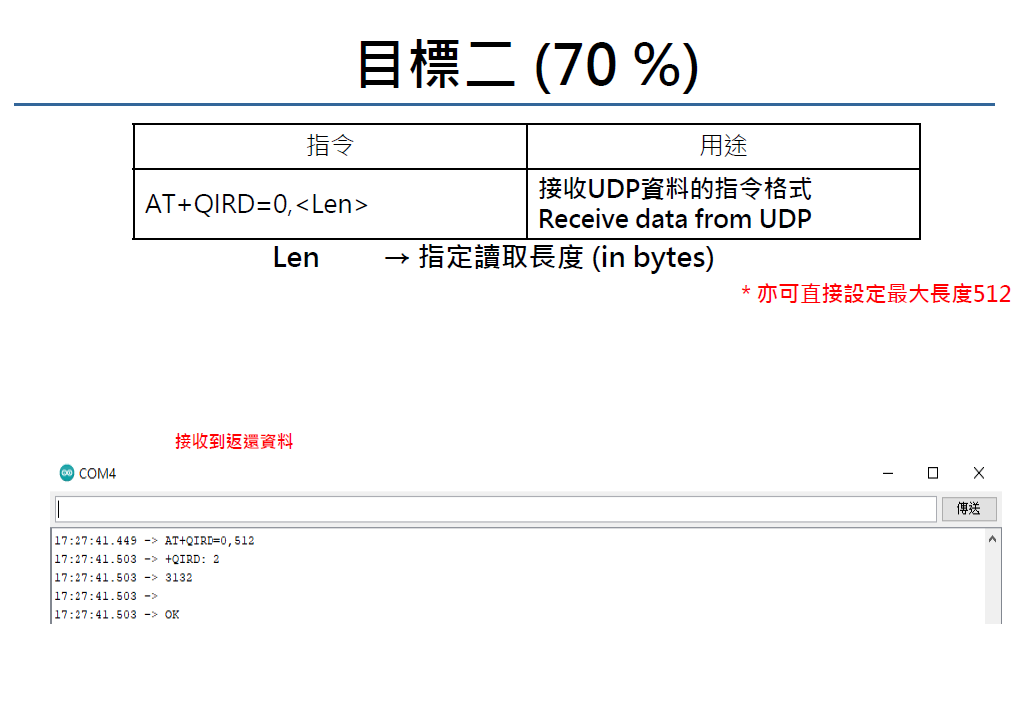 目標二 (70 %)
指令
用途
AT+QIRD=0,<Len>
接收UDP資料的指令格式
Receive data from UDP
Len → 指定讀取長度 (in bytes)
* 亦可直接設定最大長度512
接收到返還資料
COM4
傳送
17:27:41.449 -> AT+QIRD=0,512
17:27:41.503 -> +QIRD: 2
17:27:41.503 -> 3132
17:27:41.503 ->
17:27:41.503 -> OK